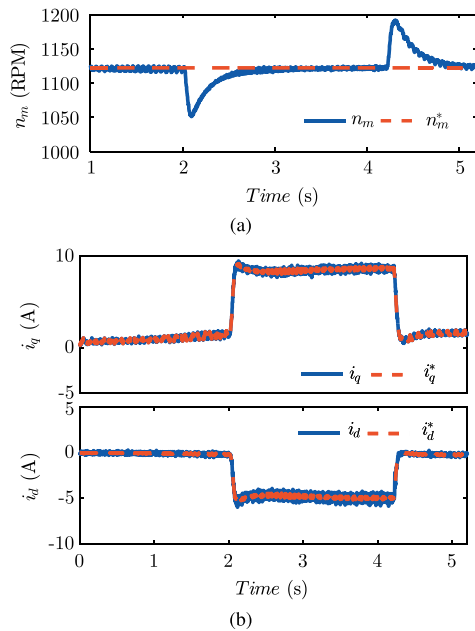 1200
1150
1100
1050
1000
n_m (RPM)
n_m n_m^*
1 2 3 4 5
Time (s)
(a)
10
0
-5
i_q (A)
i_q i_q^*
5
0
-5
-10
i_d (A)
i_d i_d^*
0 1 2 3 4 5
Time (s)
(b)